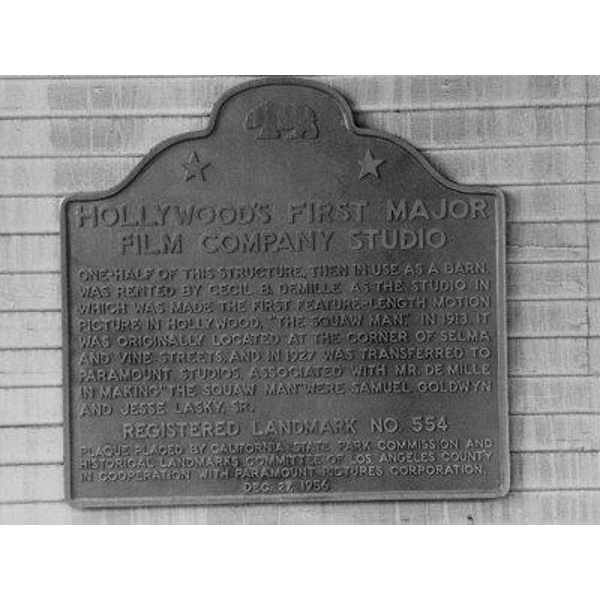 HOLLYWOOD'S FIRST MAJOR
FILM COMPANY STUDIO
ONE-HALF OF THIS STRUCTURE, THEN IN USE AS A BARN,
WAS RENTED BY CECIL B. DEMILLE AS THE STUDIO IN
WHICH WAS MADE THE FIRST FEATURE-LENGTH MOTION
PICTURE IN HOLLYWOOD, "THE SQUAW MAN," IN 1913. IT
WAS ORIGINALLY LOCATED AT THE CORNER OF SELMA
AND VINE STREETS, AND IN 1927 WAS TRANSFERRED TO
PARAMOUNT STUDIOS. ASSOCIATED WITH MR. DE MILLE
IN MAKING "THE SQUAW MAN" WERE SAMUEL GOLDWYN
AND JESSE LASKY, SR.
REGISTERED LANDMARK NO. 554
PLAQUE PLACED BY CALIFORNIA STATE PARK COMMISSION AND
HISTORICAL LANDMARKS COMMITTEE OF LOS ANGELES COUNTY
IN COOPERATION WITH PARAMOUNT PICTURES CORPORATION,
DEC. 27, 1956